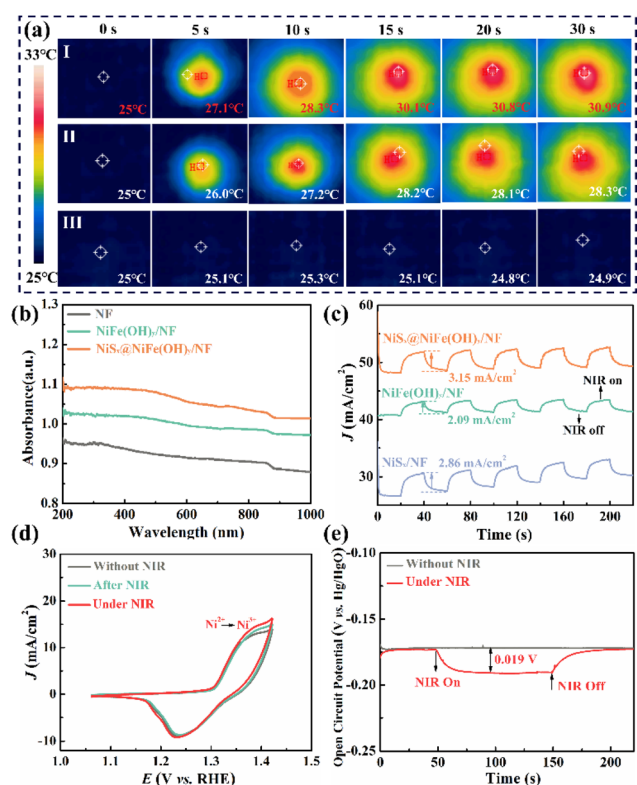 (a)
0 s 5 s 10 s 15 s 20 s 30 s
33°C
I
25°C 27.1°C 28.3°C 30.1°C 30.8°C 30.9°C
II
25°C 26.0°C 27.2°C 28.2°C 28.1°C 28.3°C
III
25°C
25°C 25.1°C 25.3°C 25.1°C 24.8°C 24.9°C
(b)
NF
NiFe(OH)y/NF
NiSx@NiFe(OH)y/NF
Absorbance(a.u.)
1.3
1.2
1.1
1.0
0.9
0.8
200 400 600 800 1000
Wavelength (nm)
(c)
J (mA/cm²)
60
50
40
30
NiSx@NiFe(OH)y/NF
3.15 mA/cm²
NiFe(OH)y/NF
NIR on
2.09 mA/cm²
NIR off
NiSx/NF 2.86 mA/cm²
0 40 80 120 160 200
Time (s)
(d)
Without NIR
After NIR
Under NIR
J (mA/cm²)
30
20
10
0
-10
Ni²⁺ Ni³⁺
1.0 1.1 1.2 1.3 1.4 1.5
E (V vs. RHE)
(e)
Open Circuit Potential (V vs. Hg/HgO)
-0.10
-0.15
-0.20
-0.25
Without NIR
Under NIR
0.019 V
NIR On NIR Off
0 50 100 150 200
Time (s)